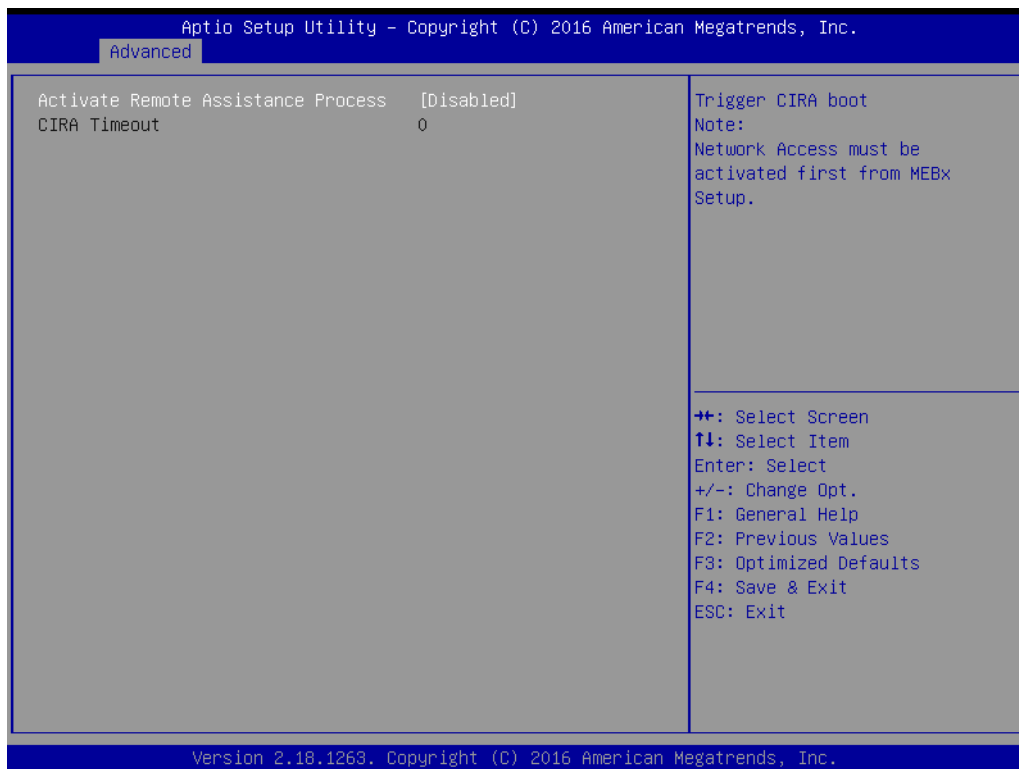 Aptio Setup Utility – Copyright (C) 2016 American Megatrends, Inc.
Advanced
Activate Remote Assistance Process [Disabled]
CIRA Timeout 0
Trigger CIRA boot
Note:
Network Access must be
activated first from MEBx
Setup.
→←: Select Screen
↑↓: Select Item
Enter: Select
+/-: Change Opt.
F1: General Help
F2: Previous Values
F3: Optimized Defaults
F4: Save & Exit
ESC: Exit
Version 2.18.1263. Copyright (C) 2016 American Megatrends, Inc.